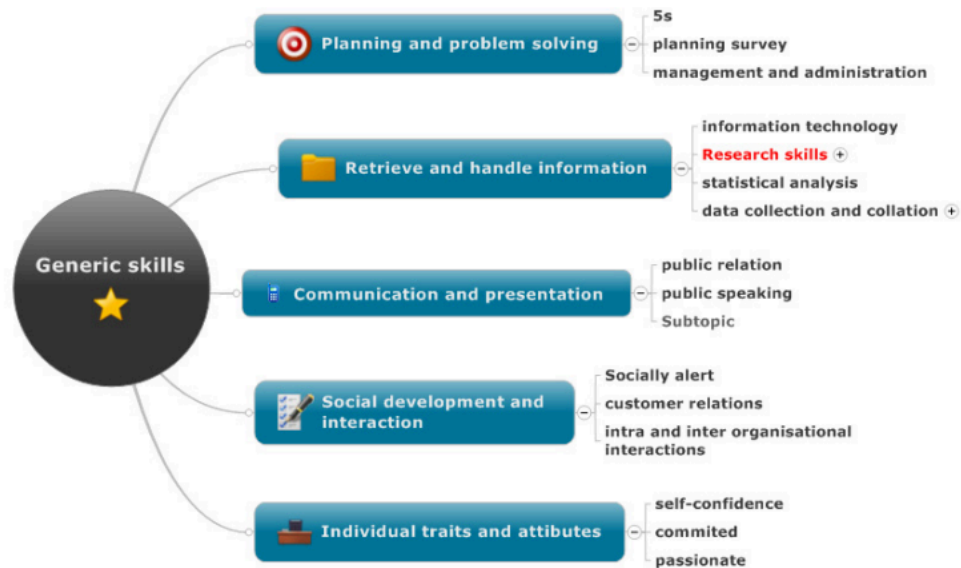 Generic skills
Planning and problem solving
5s
planning survey
management and administration
Retrieve and handle information
information technology
Research skills
statistical analysis
data collection and collation
Communication and presentation
public relation
public speaking
Subtopic
Social development and
interaction
Socially alert
customer relations
intra and inter organisational
interactions
Individual traits and attibutes
self-confidence
commited
passionate